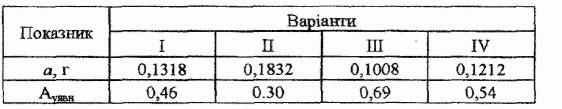 Показник Варіанти
I II III IV
a, г 0,1318 0,1832 0,1008 0,1212
Ауявн 0,46 0.30 0,69 0,54